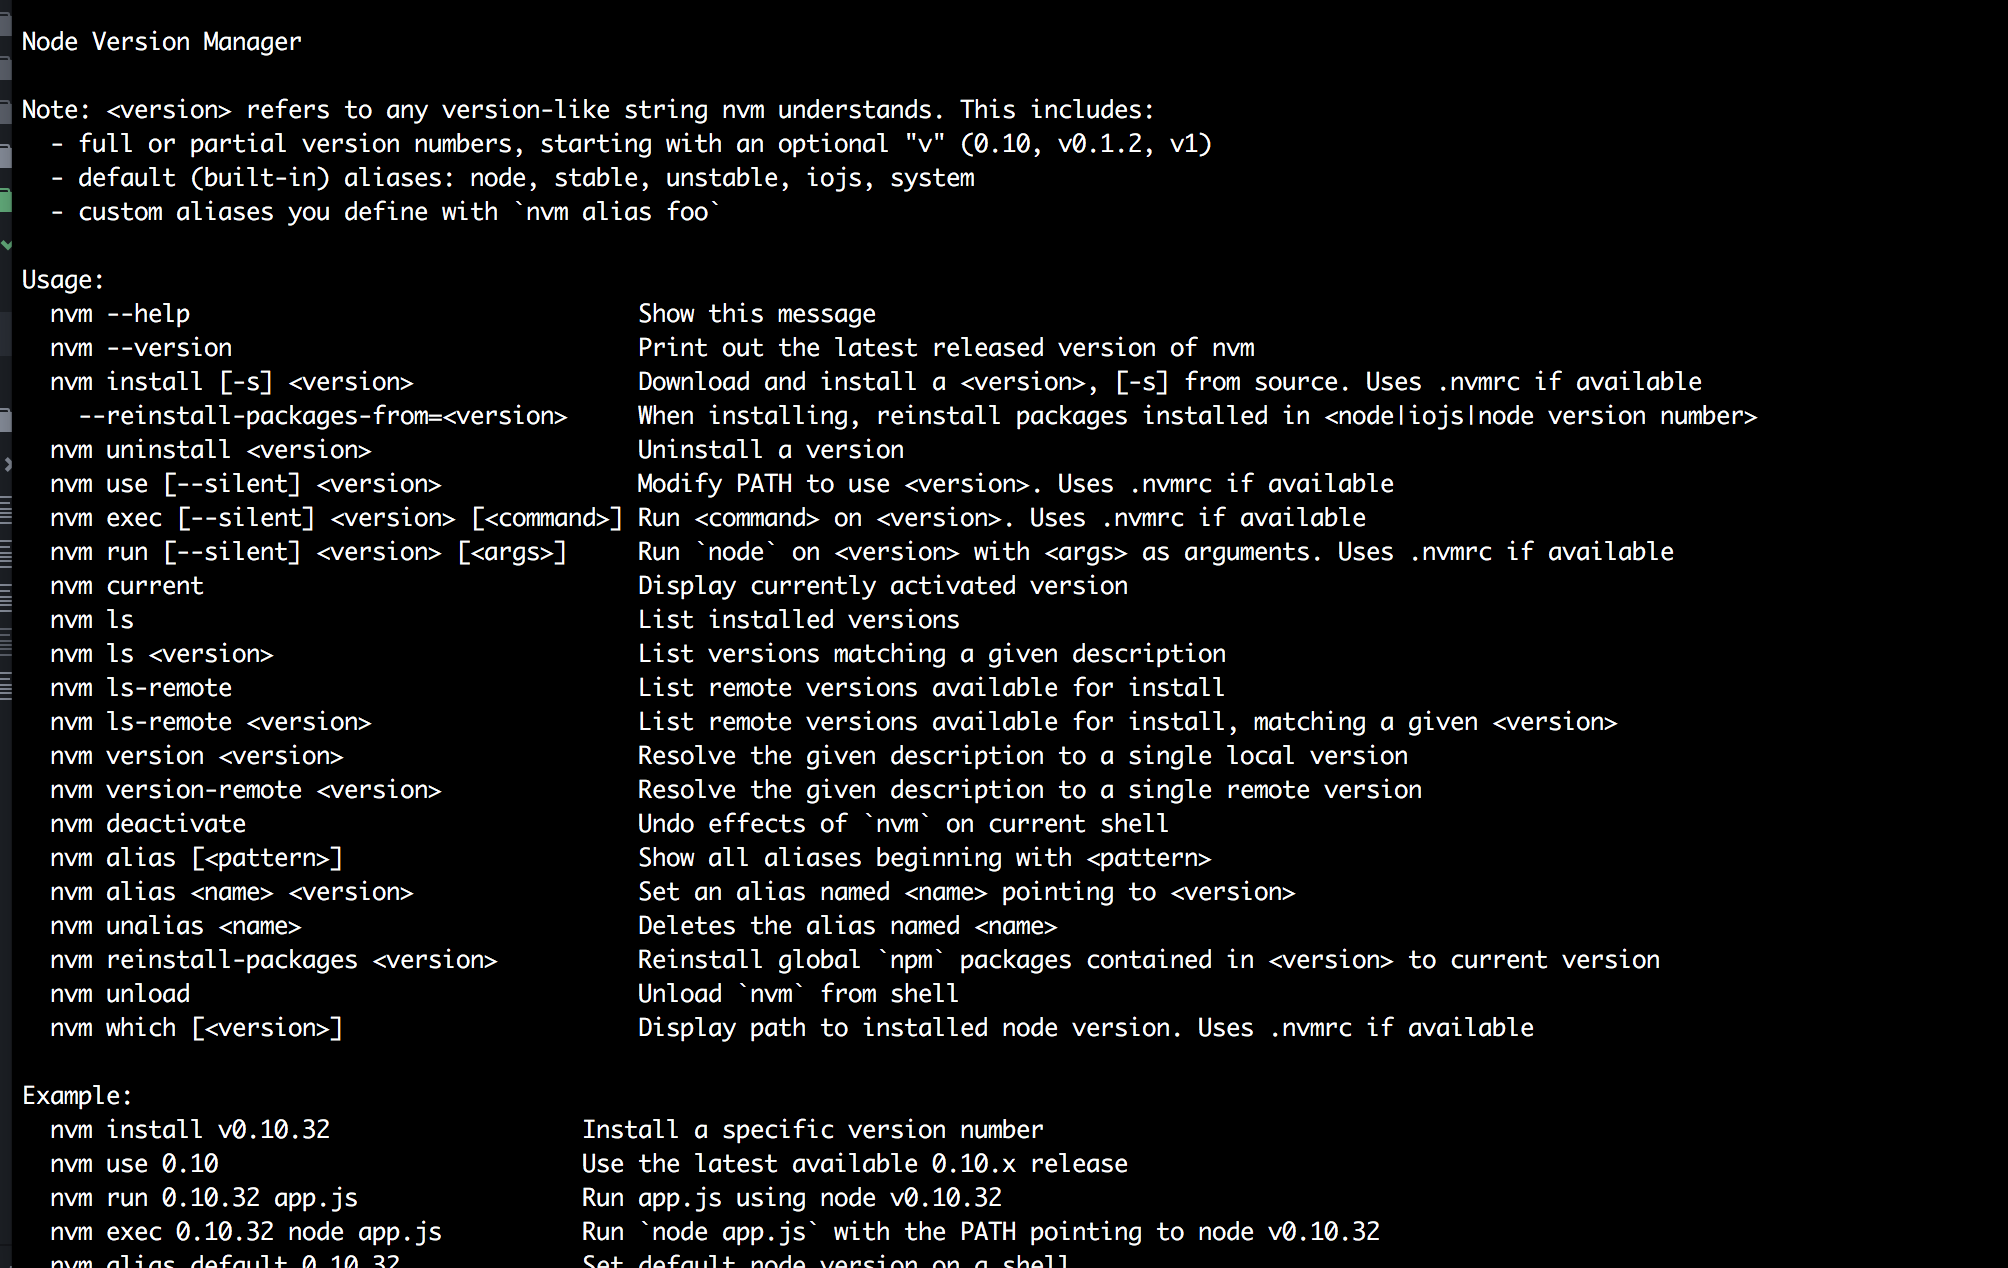 Node Version Manager
Note: <version> refers to any version-like string nvm understands. This includes:
- full or partial version numbers, starting with an optional "v" (0.10, v0.1.2, v1)
- default (built-in) aliases: node, stable, unstable, iojs, system
- custom aliases you define with `nvm alias foo`
Usage:
nvm --help Show this message
nvm --version Print out the latest released version of nvm
nvm install [-s] <version> Download and install a <version>, [-s] from source. Uses .nvmrc if available
--reinstall-packages-from=<version> When installing, reinstall packages installed in <node|iojs|node version number>
nvm uninstall <version> Uninstall a version
nvm use [--silent] <version> Modify PATH to use <version>. Uses .nvmrc if available
nvm exec [--silent] <version> [<command>] Run <command> on <version>. Uses .nvmrc if available
nvm run [--silent] <version> [<args>] Run `node` on <version> with <args> as arguments. Uses .nvmrc if available
nvm current Display currently activated version
nvm ls List installed versions
nvm ls <version> List versions matching a given description
nvm ls-remote List remote versions available for install
nvm ls-remote <version> List remote versions available for install, matching a given <version>
nvm version <version> Resolve the given description to a single local version
nvm version-remote <version> Resolve the given description to a single remote version
nvm deactivate Undo effects of `nvm` on current shell
nvm alias [<pattern>] Show all aliases beginning with <pattern>
nvm alias <name> <version> Set an alias named <name> pointing to <version>
nvm unalias <name> Deletes the alias named <name>
nvm reinstall-packages <version> Reinstall global `npm` packages contained in <version> to current version
nvm unload Unload `nvm` from shell
nvm which [<version>] Display path to installed node version. Uses .nvmrc if available
Example:
nvm install v0.10.32 Install a specific version number
nvm use 0.10 Use the latest available 0.10.x release
nvm run 0.10.32 app.js Run app.js using node v0.10.32
nvm exec 0.10.32 node app.js Run `node app.js` with the PATH pointing to node v0.10.32
nvm alias default 0.10.32 Set default node version on a shell